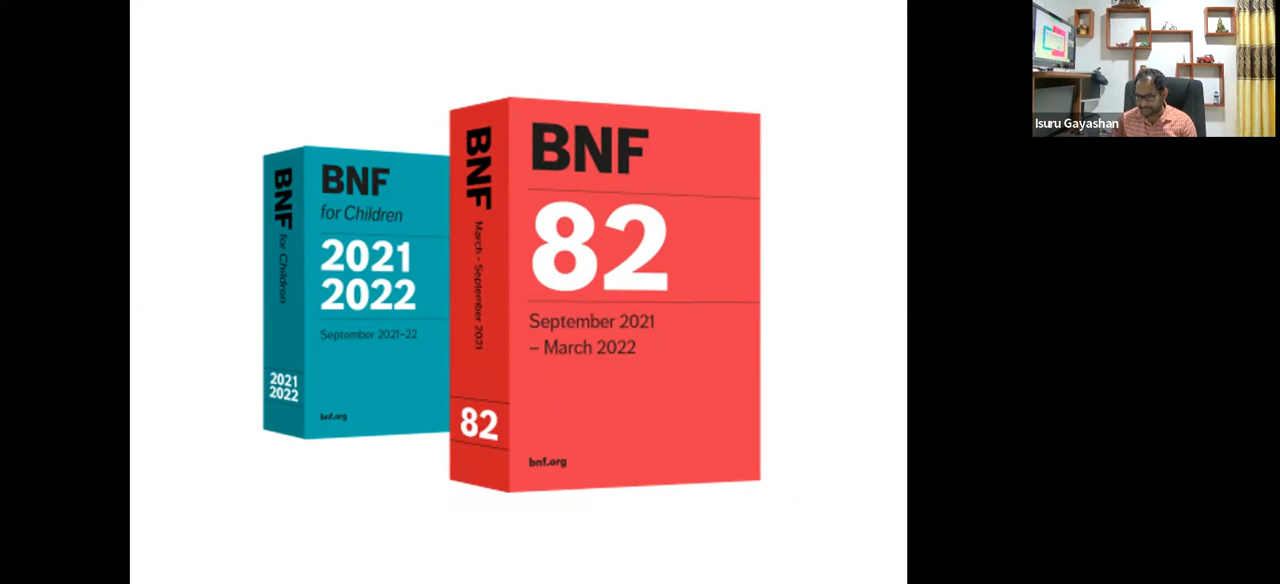 BNF
for Children
2021
2022
BNF
for Children
2021
2022
September 2021–22
bnf.org
BNF
March – September 2021
82
BNF
82
September 2021
– March 2022
bnf.org
Isuru Gayashan